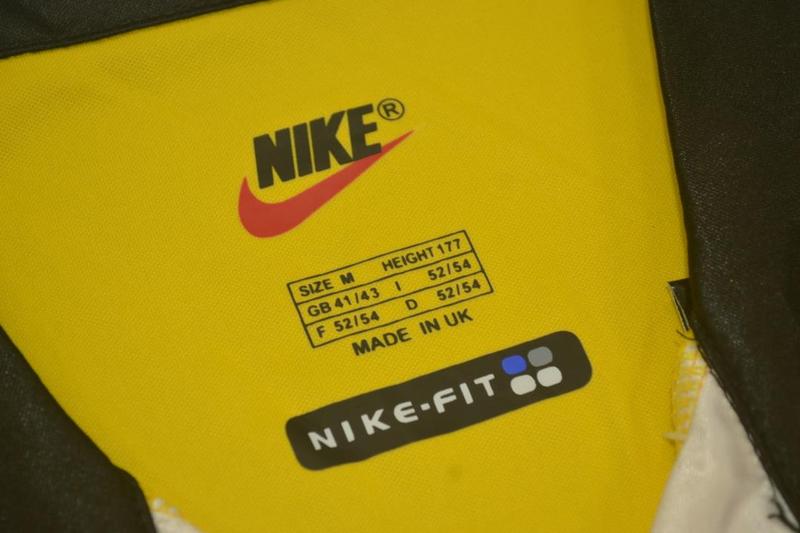 NIKE®
SIZE M HEIGHT 177
GB 41/43 I 52/54
F 52/54 D 52/54
MADE IN UK
NIKE-FIT